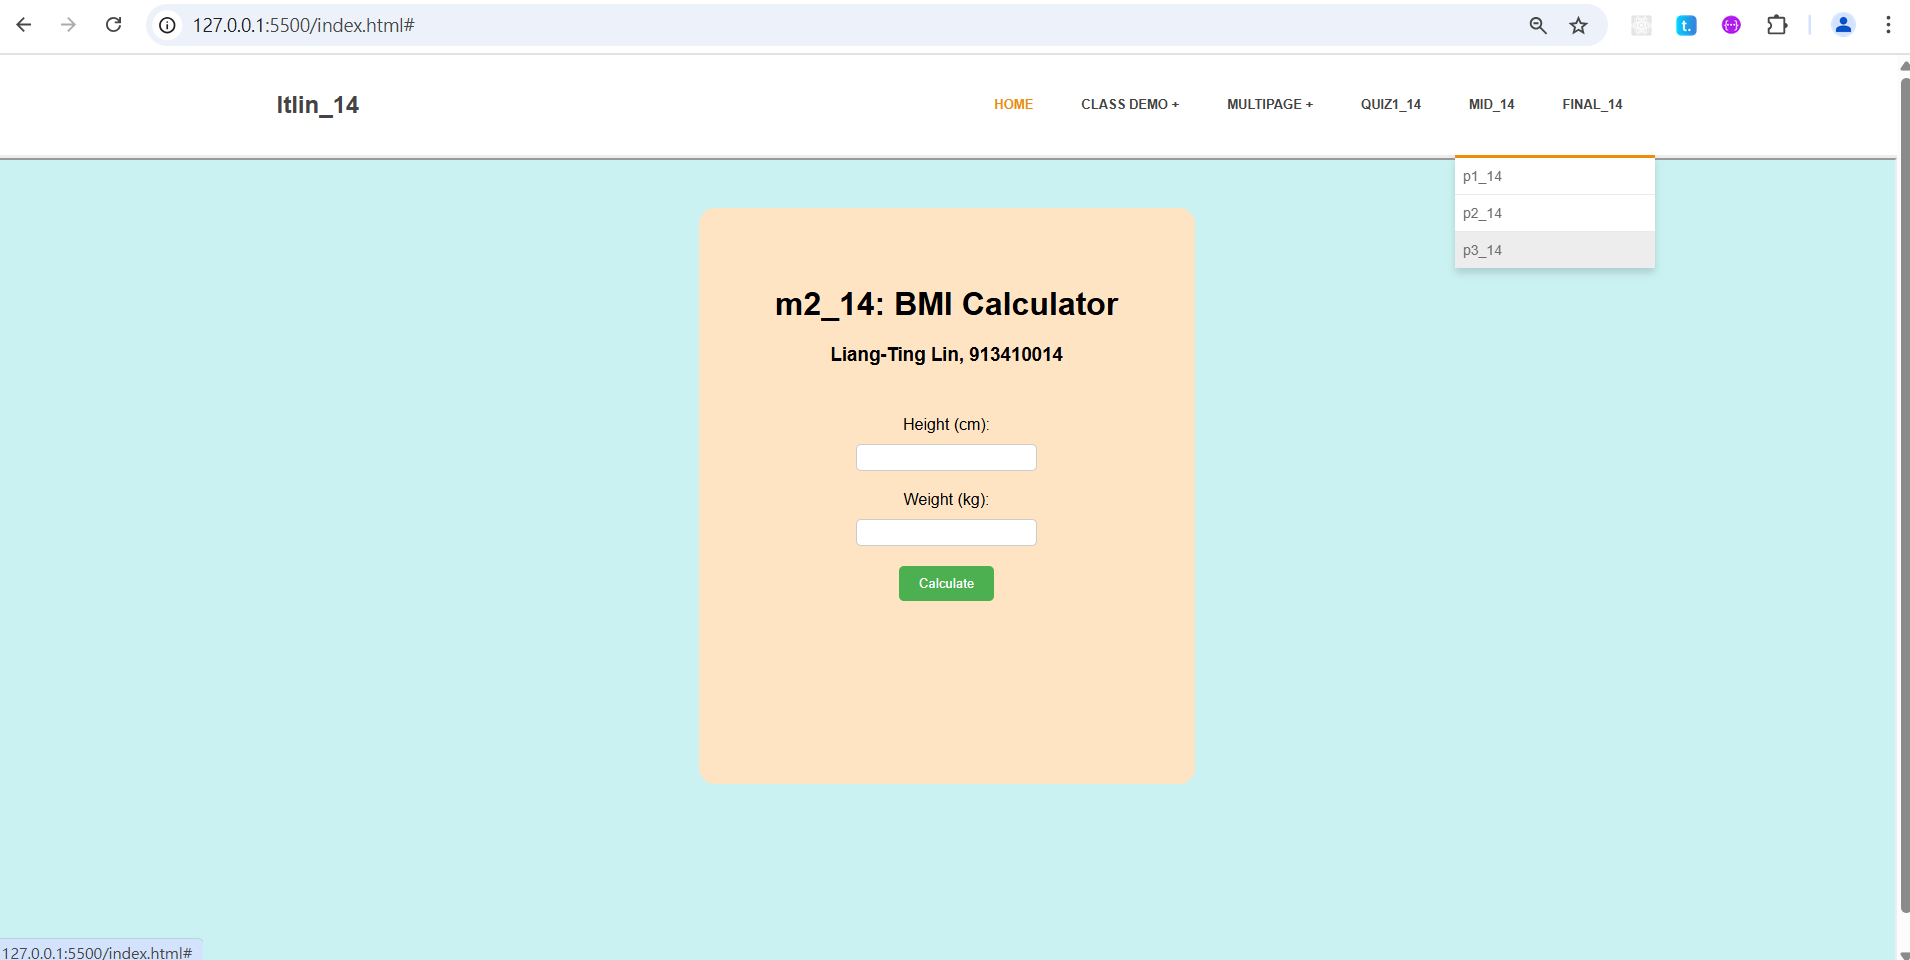 127.0.0.1:5500/index.html#
t.
ltlin_14
HOME
CLASS DEMO +
MULTIPAGE +
QUIZ1_14
MID_14
FINAL_14
p1_14
p2_14
p3_14
m2_14: BMI Calculator
Liang-Ting Lin, 913410014
Height (cm):
Weight (kg):
Calculate
127.0.0.1:5500/index.html#